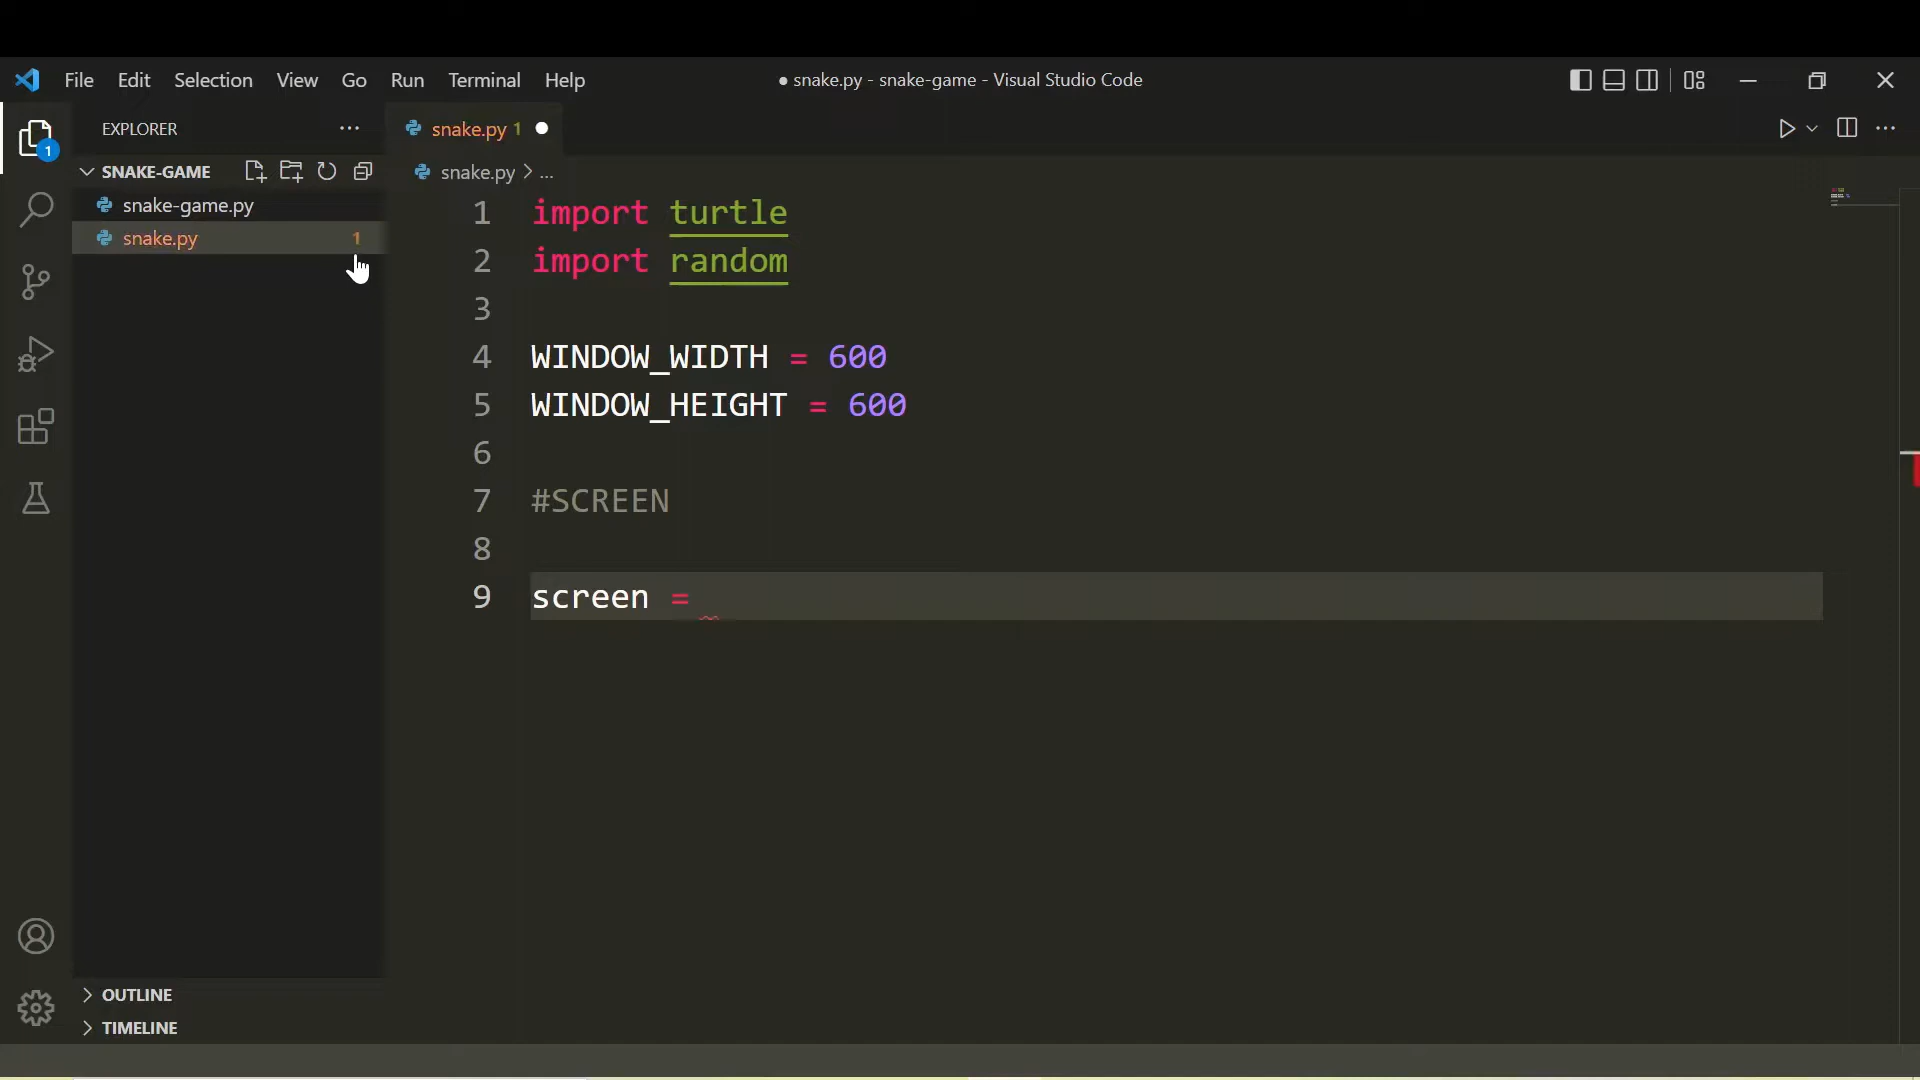 File Edit Selection View Go Run Terminal Help
● snake.py - snake-game - Visual Studio Code
EXPLORER
snake.py 1
1
SNAKE-GAME
snake.py > ...
snake-game.py
snake.py 1
1 import turtle
2 import random
3
4 WINDOW_WIDTH = 600
5 WINDOW_HEIGHT = 600
6
7 #SCREEN
8
9 screen =
OUTLINE
TIMELINE